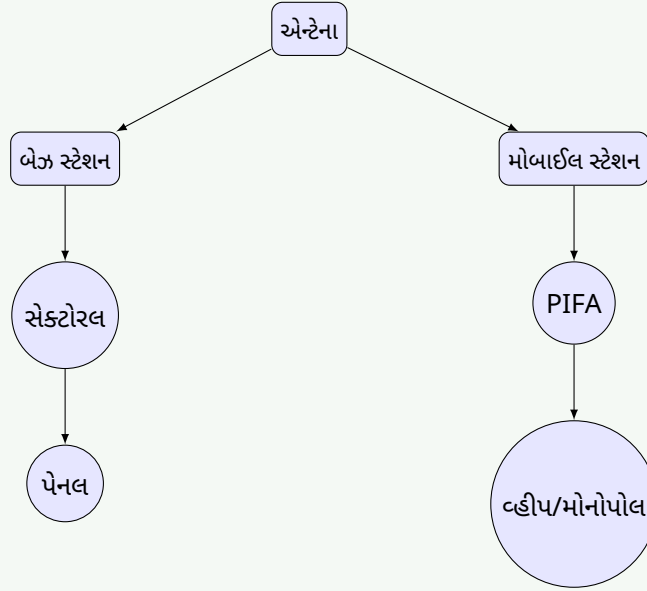 એન્ટેના
બેઝ સ્ટેશન
મોબાઈલ સ્ટેશન
સેક્ટોરલ
PIFA
પેનલ
વ્હીપ/મોનોપોલ